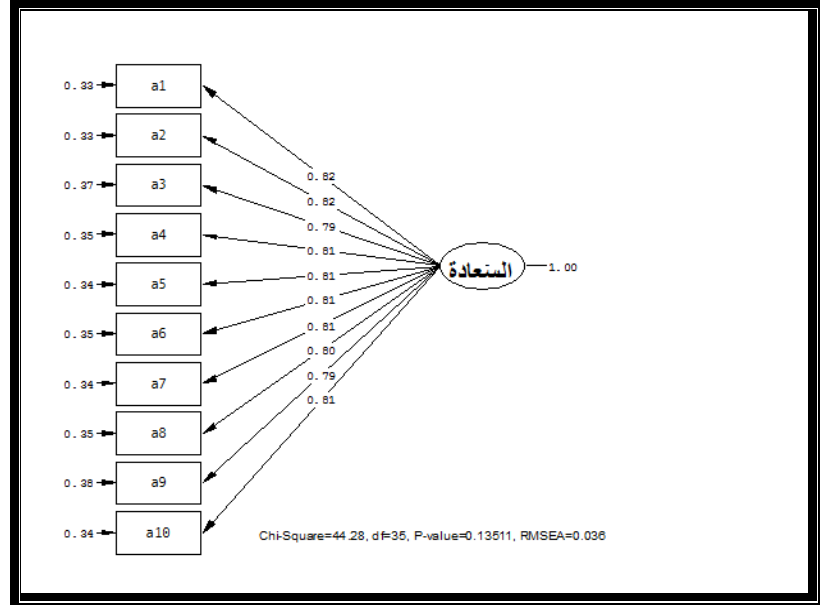 0.33 a1
0.33 a2
0.37 a3
0.35 a4
0.34 a5
0.35 a6
0.34 a7
0.35 a8
0.38 a9
0.34 a10
0.82
0.82
0.79
0.81
0.81
0.81
0.81
0.80
0.79
0.81
السعادة
1.00
Chi-Square=44.28, df=35, P-value=0.13511, RMSEA=0.036